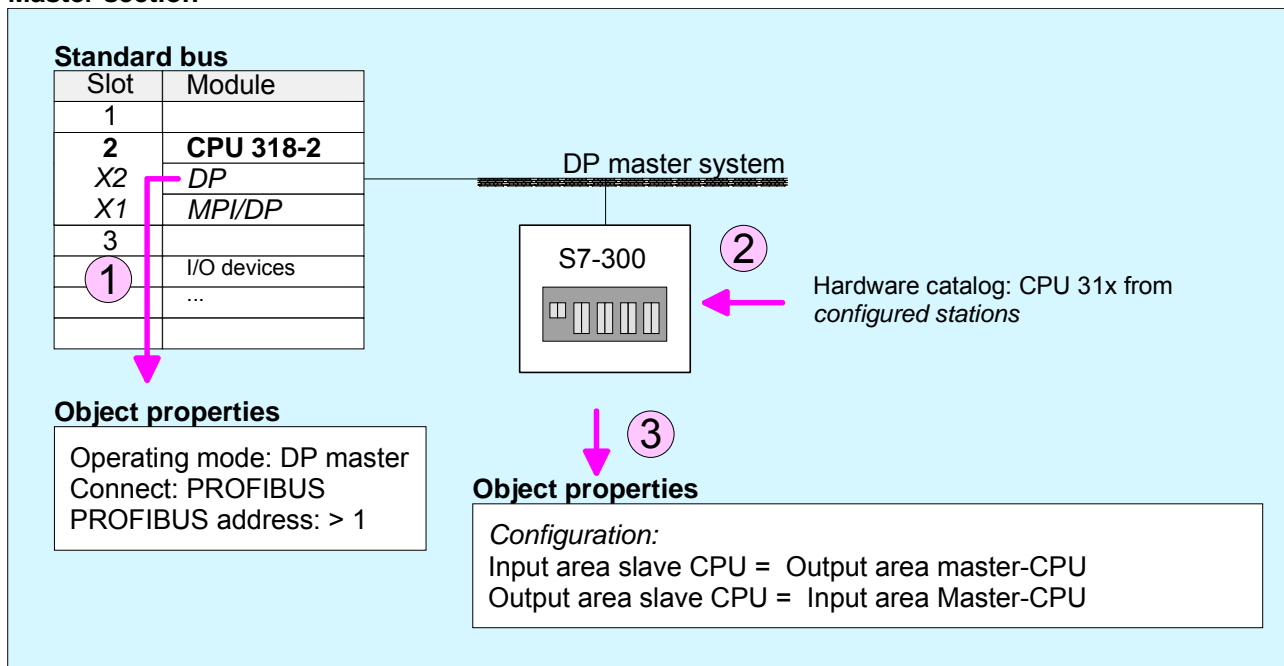 Master section
Standard bus
Slot Module
1
2 CPU 318-2
X2 DP
X1 MPI/DP
3
I/O devices
...
1
DP master system
S7-300
2
Hardware catalog: CPU 31x from
configured stations
Object properties
Operating mode: DP master
Connect: PROFIBUS
PROFIBUS address: > 1
3
Object properties
Configuration:
Input area slave CPU = Output area master-CPU
Output area slave CPU = Input area Master-CPU